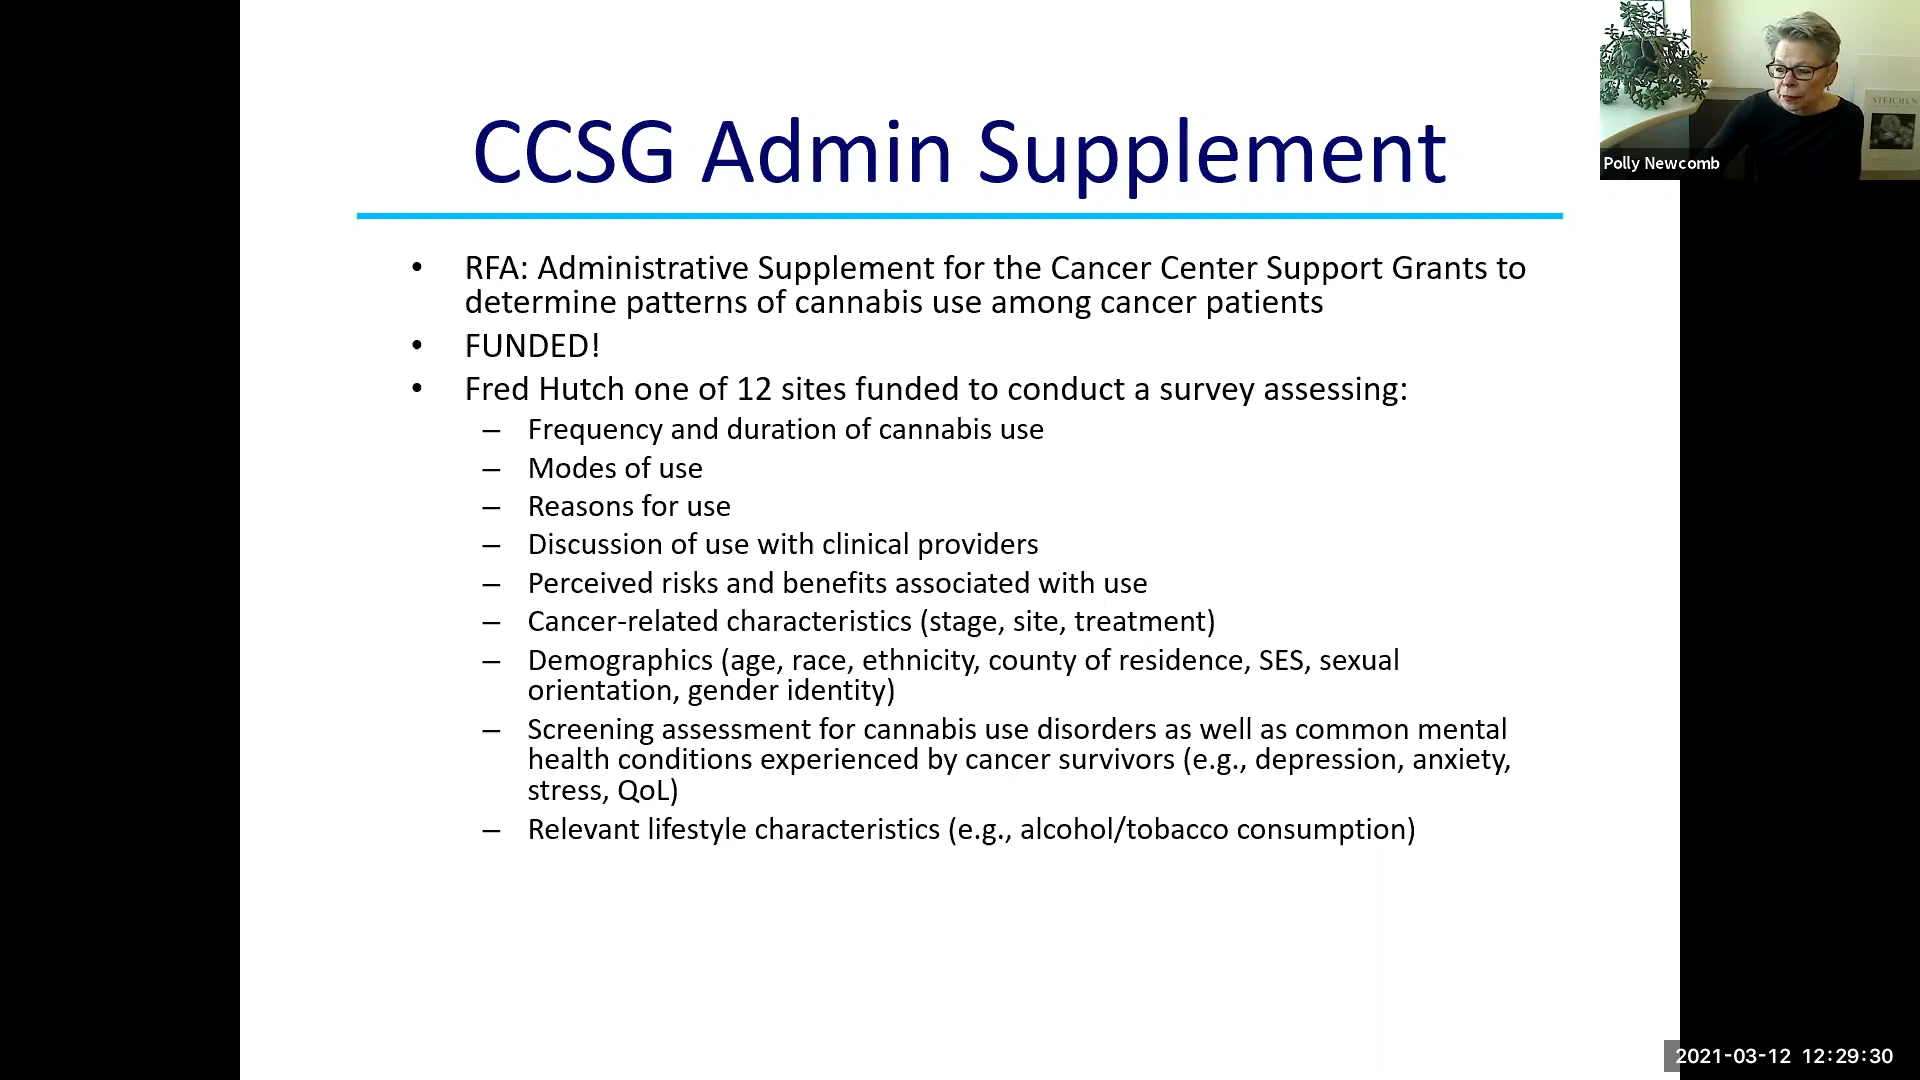 CCSG Admin Supplement
• RFA: Administrative Supplement for the Cancer Center Support Grants to
determine patterns of cannabis use among cancer patients
• FUNDED!
• Fred Hutch one of 12 sites funded to conduct a survey assessing:
– Frequency and duration of cannabis use
– Modes of use
– Reasons for use
– Discussion of use with clinical providers
– Perceived risks and benefits associated with use
– Cancer-related characteristics (stage, site, treatment)
– Demographics (age, race, ethnicity, county of residence, SES, sexual
orientation, gender identity)
– Screening assessment for cannabis use disorders as well as common mental
health conditions experienced by cancer survivors (e.g., depression, anxiety,
stress, QoL)
– Relevant lifestyle characteristics (e.g., alcohol/tobacco consumption)
STEICHEN
Polly Newcomb
2021-03-12 12:29:30